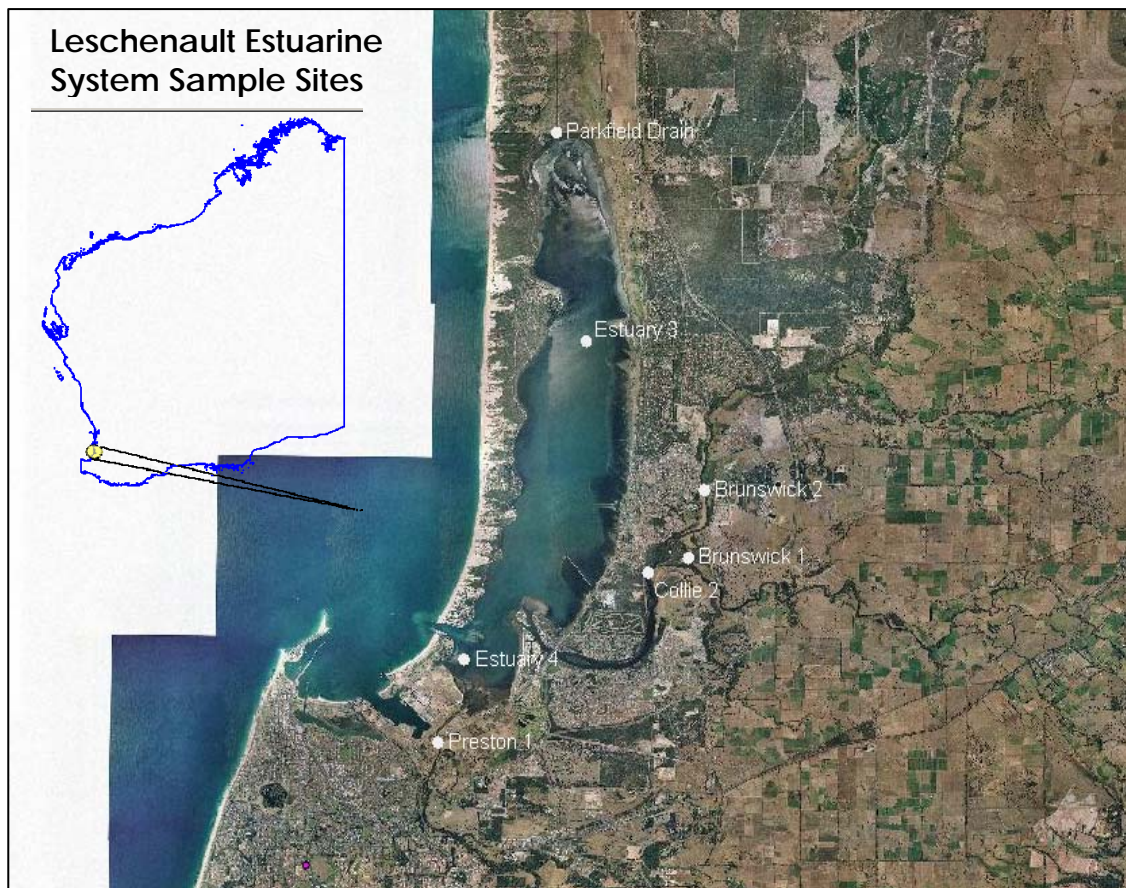 Leschenault Estuarine
System Sample Sites
Parkfield Drain
Estuary 3
Brunswick 2
Brunswick 1
Collie 2
Estuary 4
Preston 1